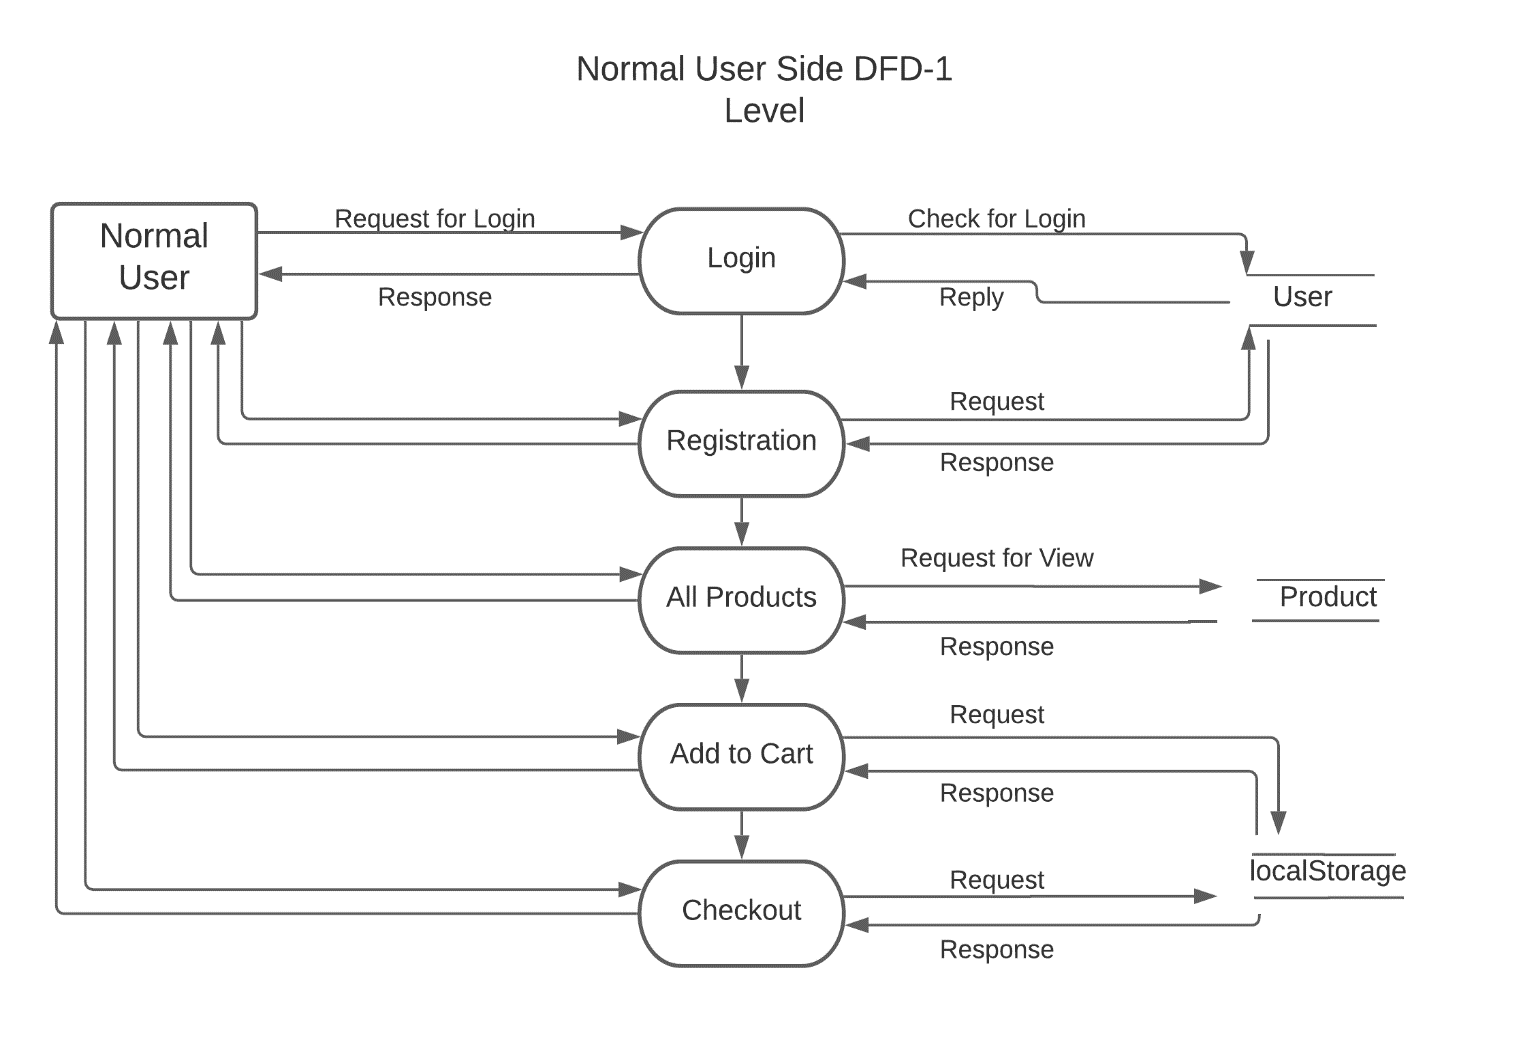 Normal User Side DFD-1
Level
Normal
User
Request for Login
Response
Login
Check for Login
Reply
User
Registration
Request
Response
All Products
Request for View
Response
Product
Add to Cart
Request
Response
localStorage
Checkout
Request
Response